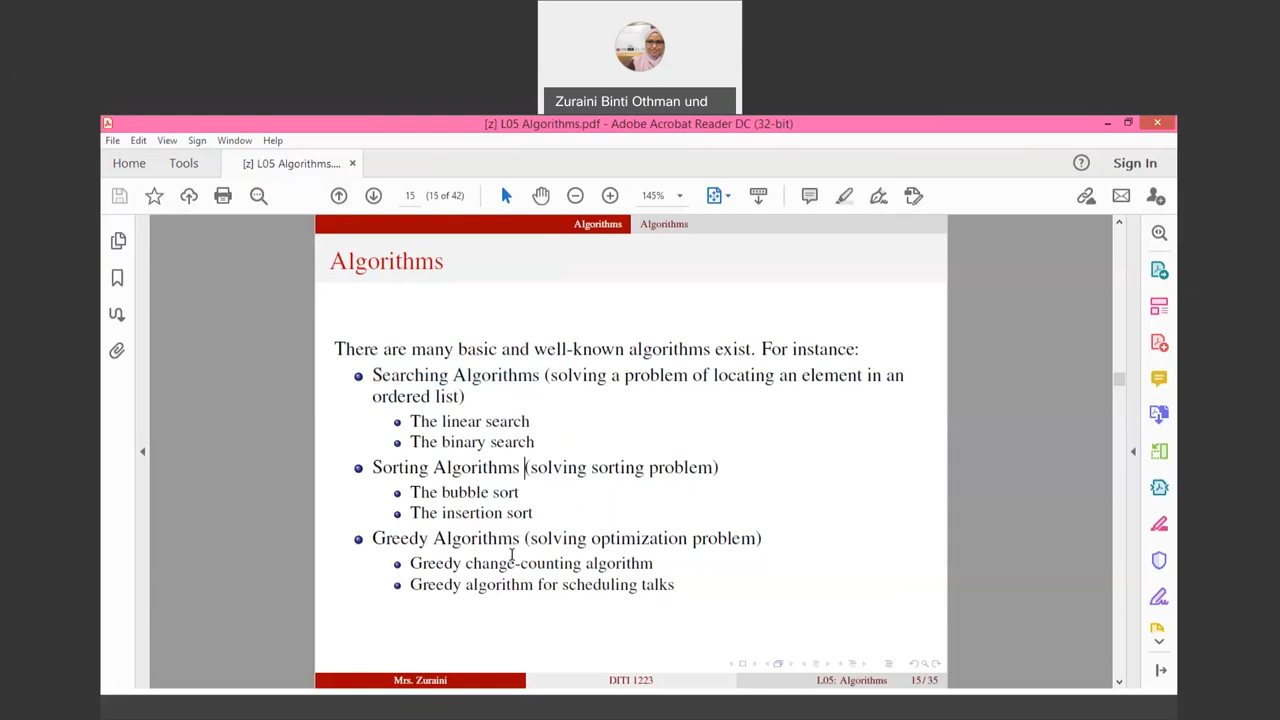 Zuraini Binti Othman und
[z] L05 Algorithms.pdf - Adobe Acrobat Reader DC (32-bit)
File Edit View Sign Window Help
Home Tools [z] L05 Algorithms.... Sign In
15 (15 of 42) 145%
Algorithms Algorithms
Algorithms
There are many basic and well-known algorithms exist. For instance:
Searching Algorithms (solving a problem of locating an element in an
ordered list)
The linear search
The binary search
Sorting Algorithms (solving sorting problem)
The bubble sort
The insertion sort
Greedy Algorithms (solving optimization problem)
Greedy change-counting algorithm
Greedy algorithm for scheduling talks
Mrs. Zuraini DITI 1223 L05: Algorithms 15 / 35